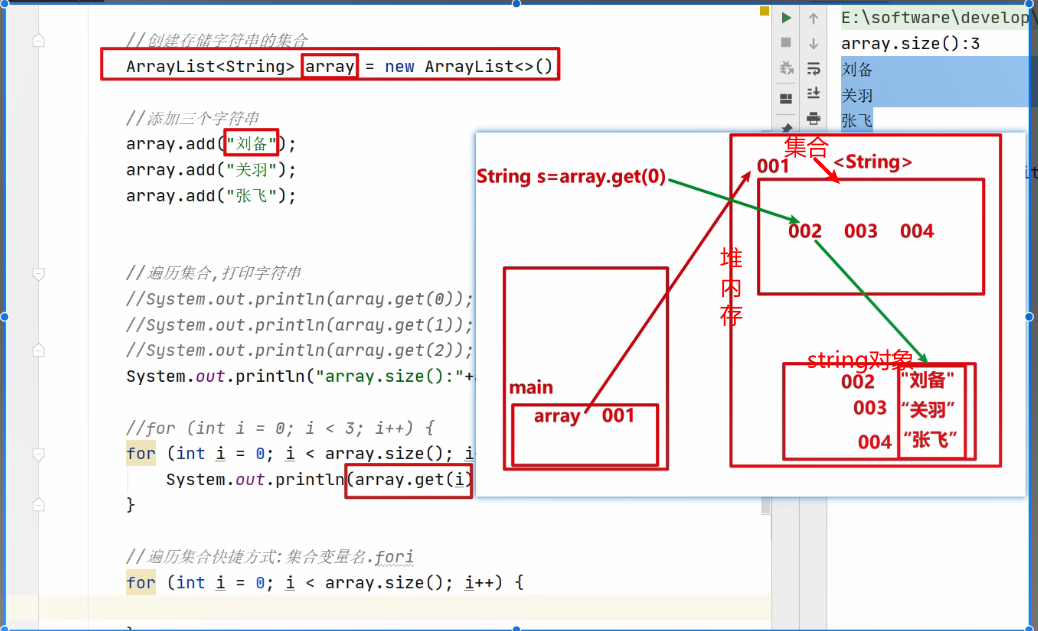 //创建存储字符串的集合
ArrayList<String> array = new ArrayList<>()
//添加三个字符串
array.add("刘备");
array.add("关羽");
array.add("张飞");
//遍历集合,打印字符串
//System.out.println(array.get(0));
//System.out.println(array.get(1));
//System.out.println(array.get(2));
System.out.println("array.size():"+
//for (int i = 0; i < 3; i++) {
for (int i = 0; i < array.size(); i
System.out.println(array.get(i)
}
//遍历集合快捷方式:集合变量名.fori
for (int i = 0; i < array.size(); i++) {
E:\software\develop\
array.size():3
刘备
关羽
张飞
String s=array.get(0)
集合
001
<String>
002 003 004
堆
内
存
string对象
002 "刘备"
003 “关羽”
004 “张飞”
main
array 001